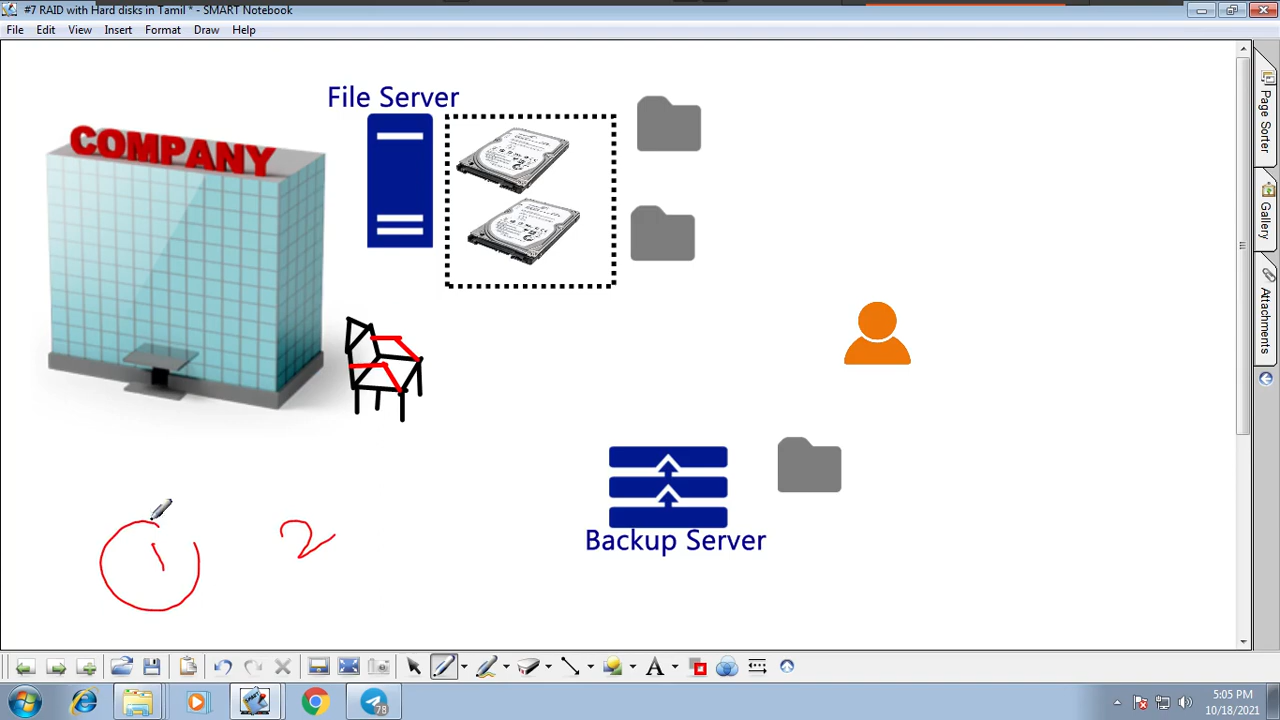 #7 RAID with Hard disks in Tamil * - SMART Notebook
File Edit View Insert Format Draw Help
File Server
COMPANY
Backup Server
1 2
Page Sorter
Gallery
Attachments
A
78
5:05 PM
10/18/2021